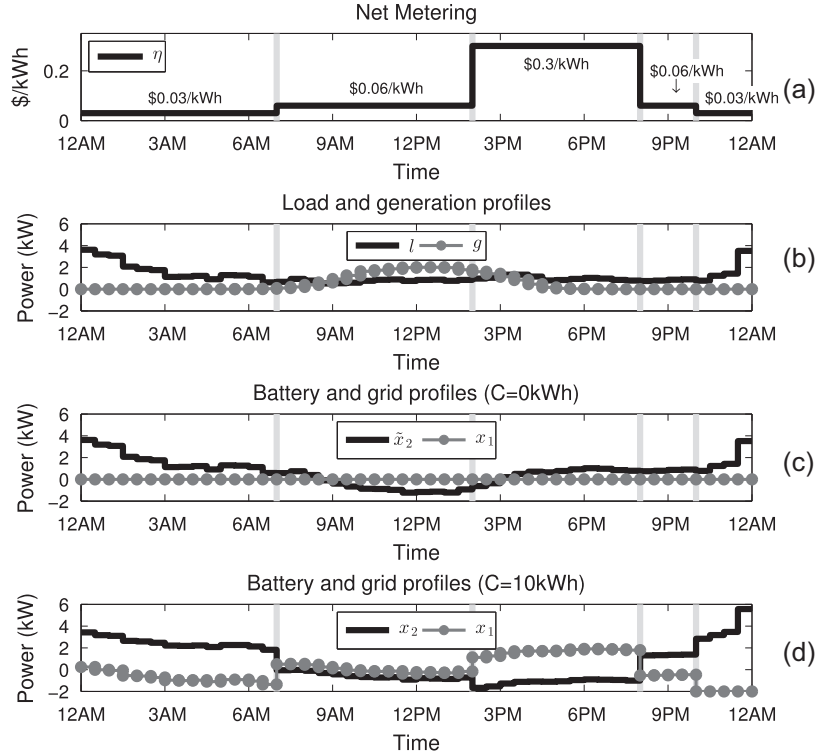 Net Metering
$/kWh
0.2
0
η
$0.03/kWh
$0.06/kWh
$0.3/kWh
$0.06/kWh
↓
$0.03/kWh
(a)
12AM 3AM 6AM 9AM 12PM 3PM 6PM 9PM 12AM
Time
Load and generation profiles
Power (kW)
6
4
2
0
−2
l g
(b)
12AM 3AM 6AM 9AM 12PM 3PM 6PM 9PM 12AM
Time
Battery and grid profiles (C=0kWh)
Power (kW)
6
4
2
0
−2
x̃₂ x₁
(c)
12AM 3AM 6AM 9AM 12PM 3PM 6PM 9PM 12AM
Time
Battery and grid profiles (C=10kWh)
Power (kW)
6
4
2
0
−2
x₂ x₁
(d)
12AM 3AM 6AM 9AM 12PM 3PM 6PM 9PM 12AM
Time